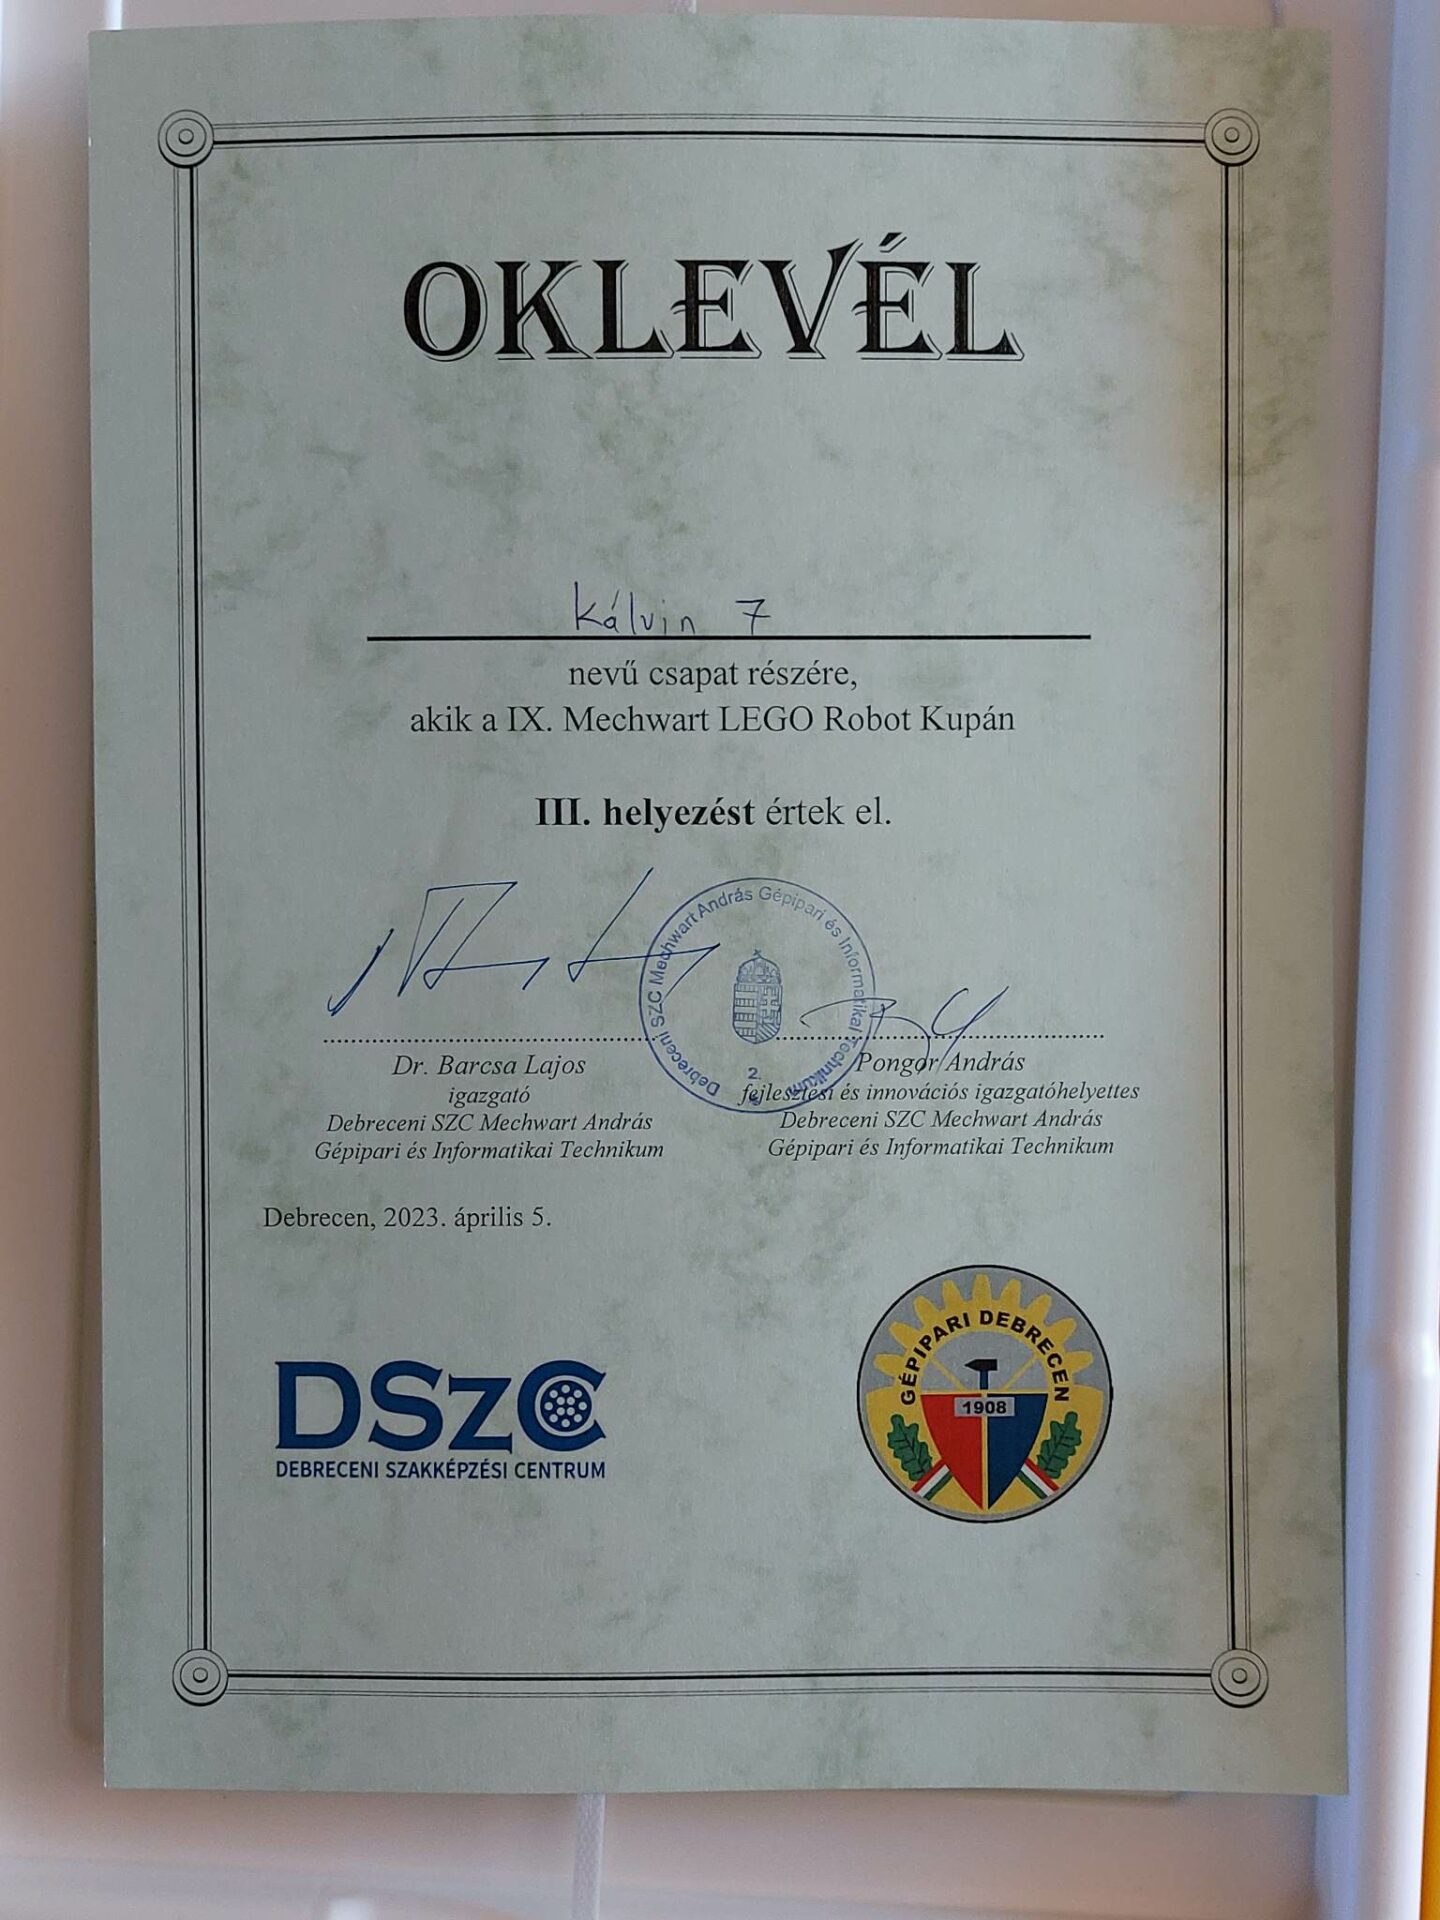 OKLEVÉL
Kálvin 7
nevű csapat részére,
akik a IX. Mechwart LEGO Robot Kupán
III. helyezést értek el.
Debreceni SZC Mechwart András Gépipari és Informatikai Technikum
2.
Dr. Barcsa Lajos
igazgató
Debreceni SZC Mechwart András
Gépipari és Informatikai Technikum
Pongor András
fejlesztési és innovációs igazgatóhelyettes
Debreceni SZC Mechwart András
Gépipari és Informatikai Technikum
Debrecen, 2023. április 5.
DSzC
DEBRECENI SZAKKÉPZÉSI CENTRUM
GÉPIPARI DEBRECEN
1908